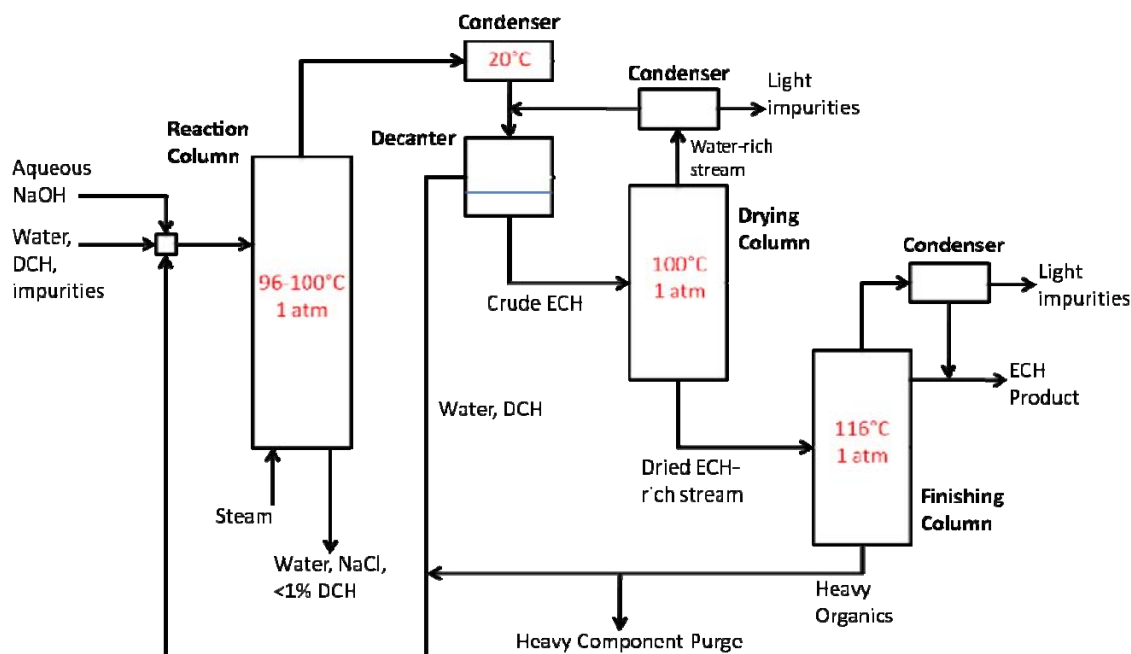 Condenser
20°C
Condenser
Light
impurities
Decanter
Water-rich
stream
Reaction
Column
Aqueous
NaOH
Water,
DCH,
impurities
96-100°C
1 atm
Crude ECH
100°C
1 atm
Drying
Column
Condenser
Light
impurities
ECH
Product
Water, DCH
116°C
1 atm
Dried ECH-
rich stream
Finishing
Column
Steam
Water, NaCl,
<1% DCH
Heavy
Organics
Heavy Component Purge